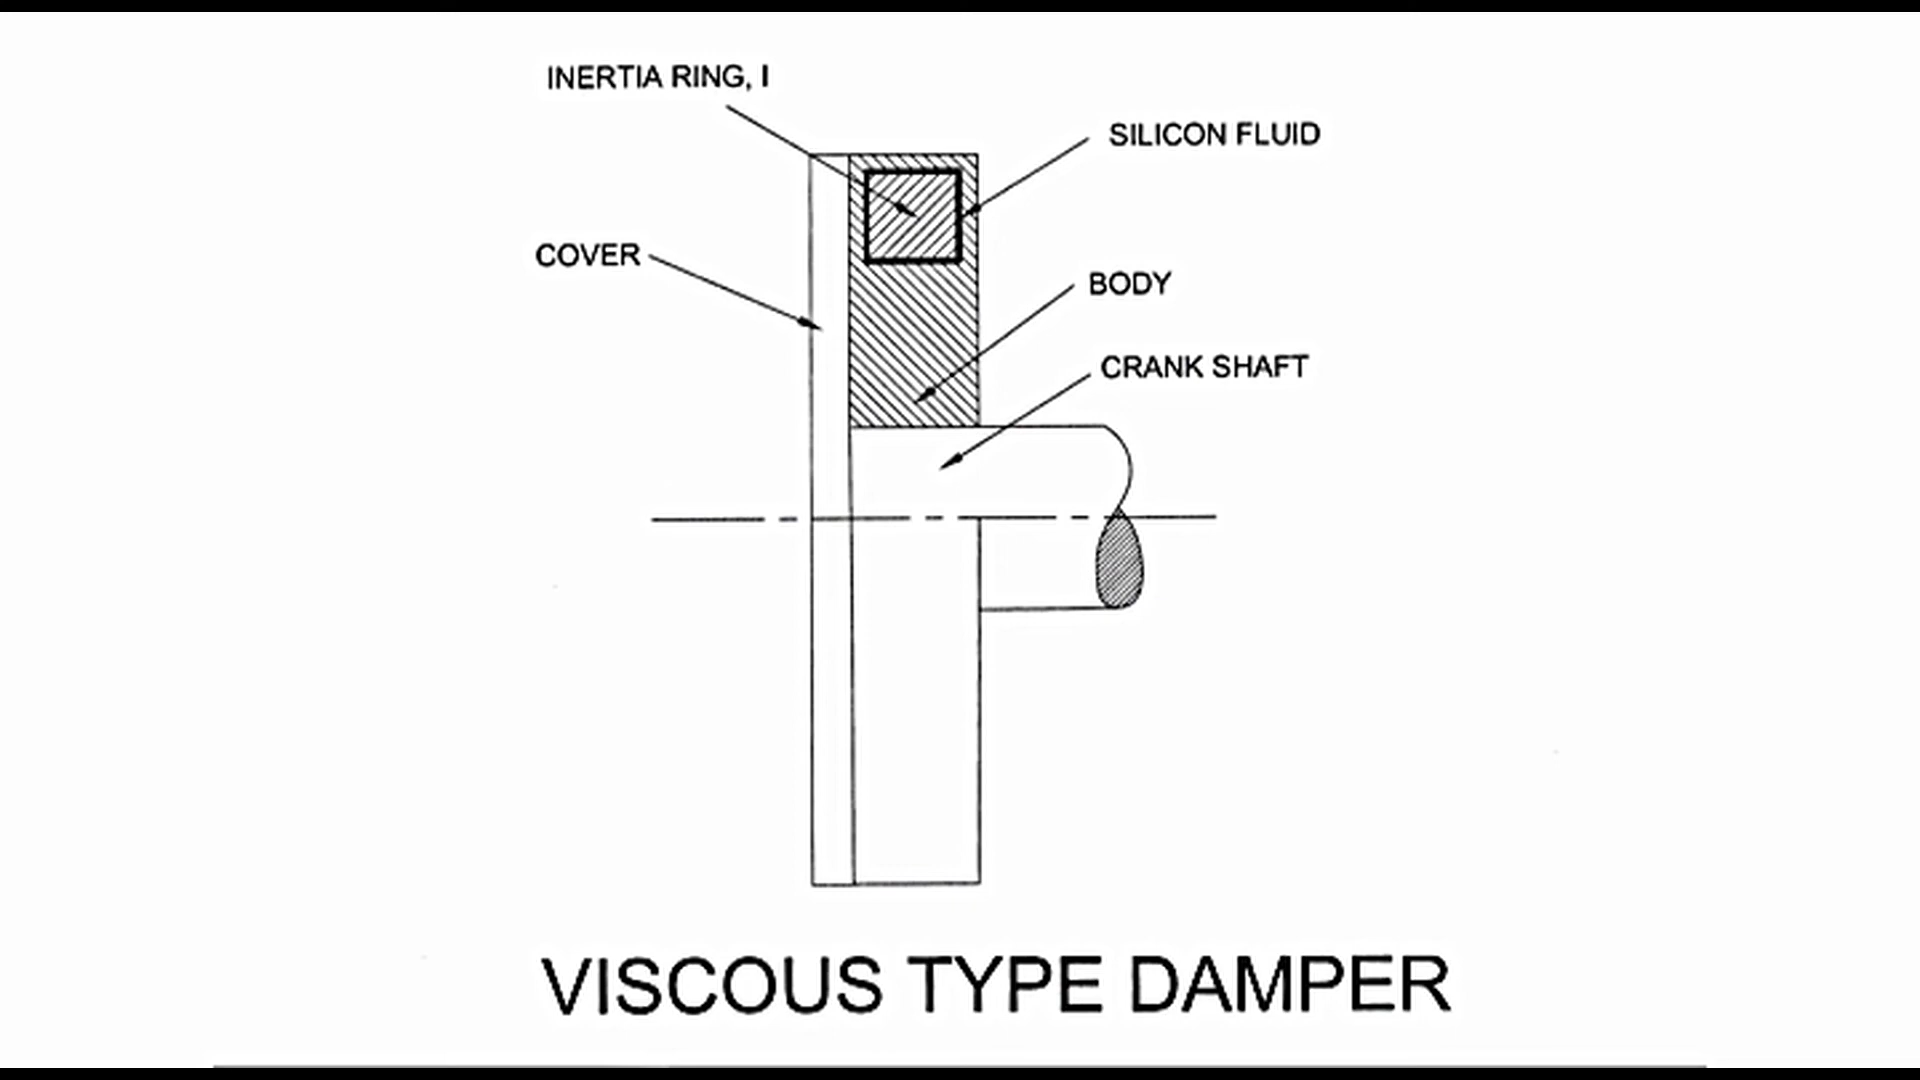 INERTIA RING, I
SILICON FLUID
COVER
BODY
CRANK SHAFT
VISCOUS TYPE DAMPER